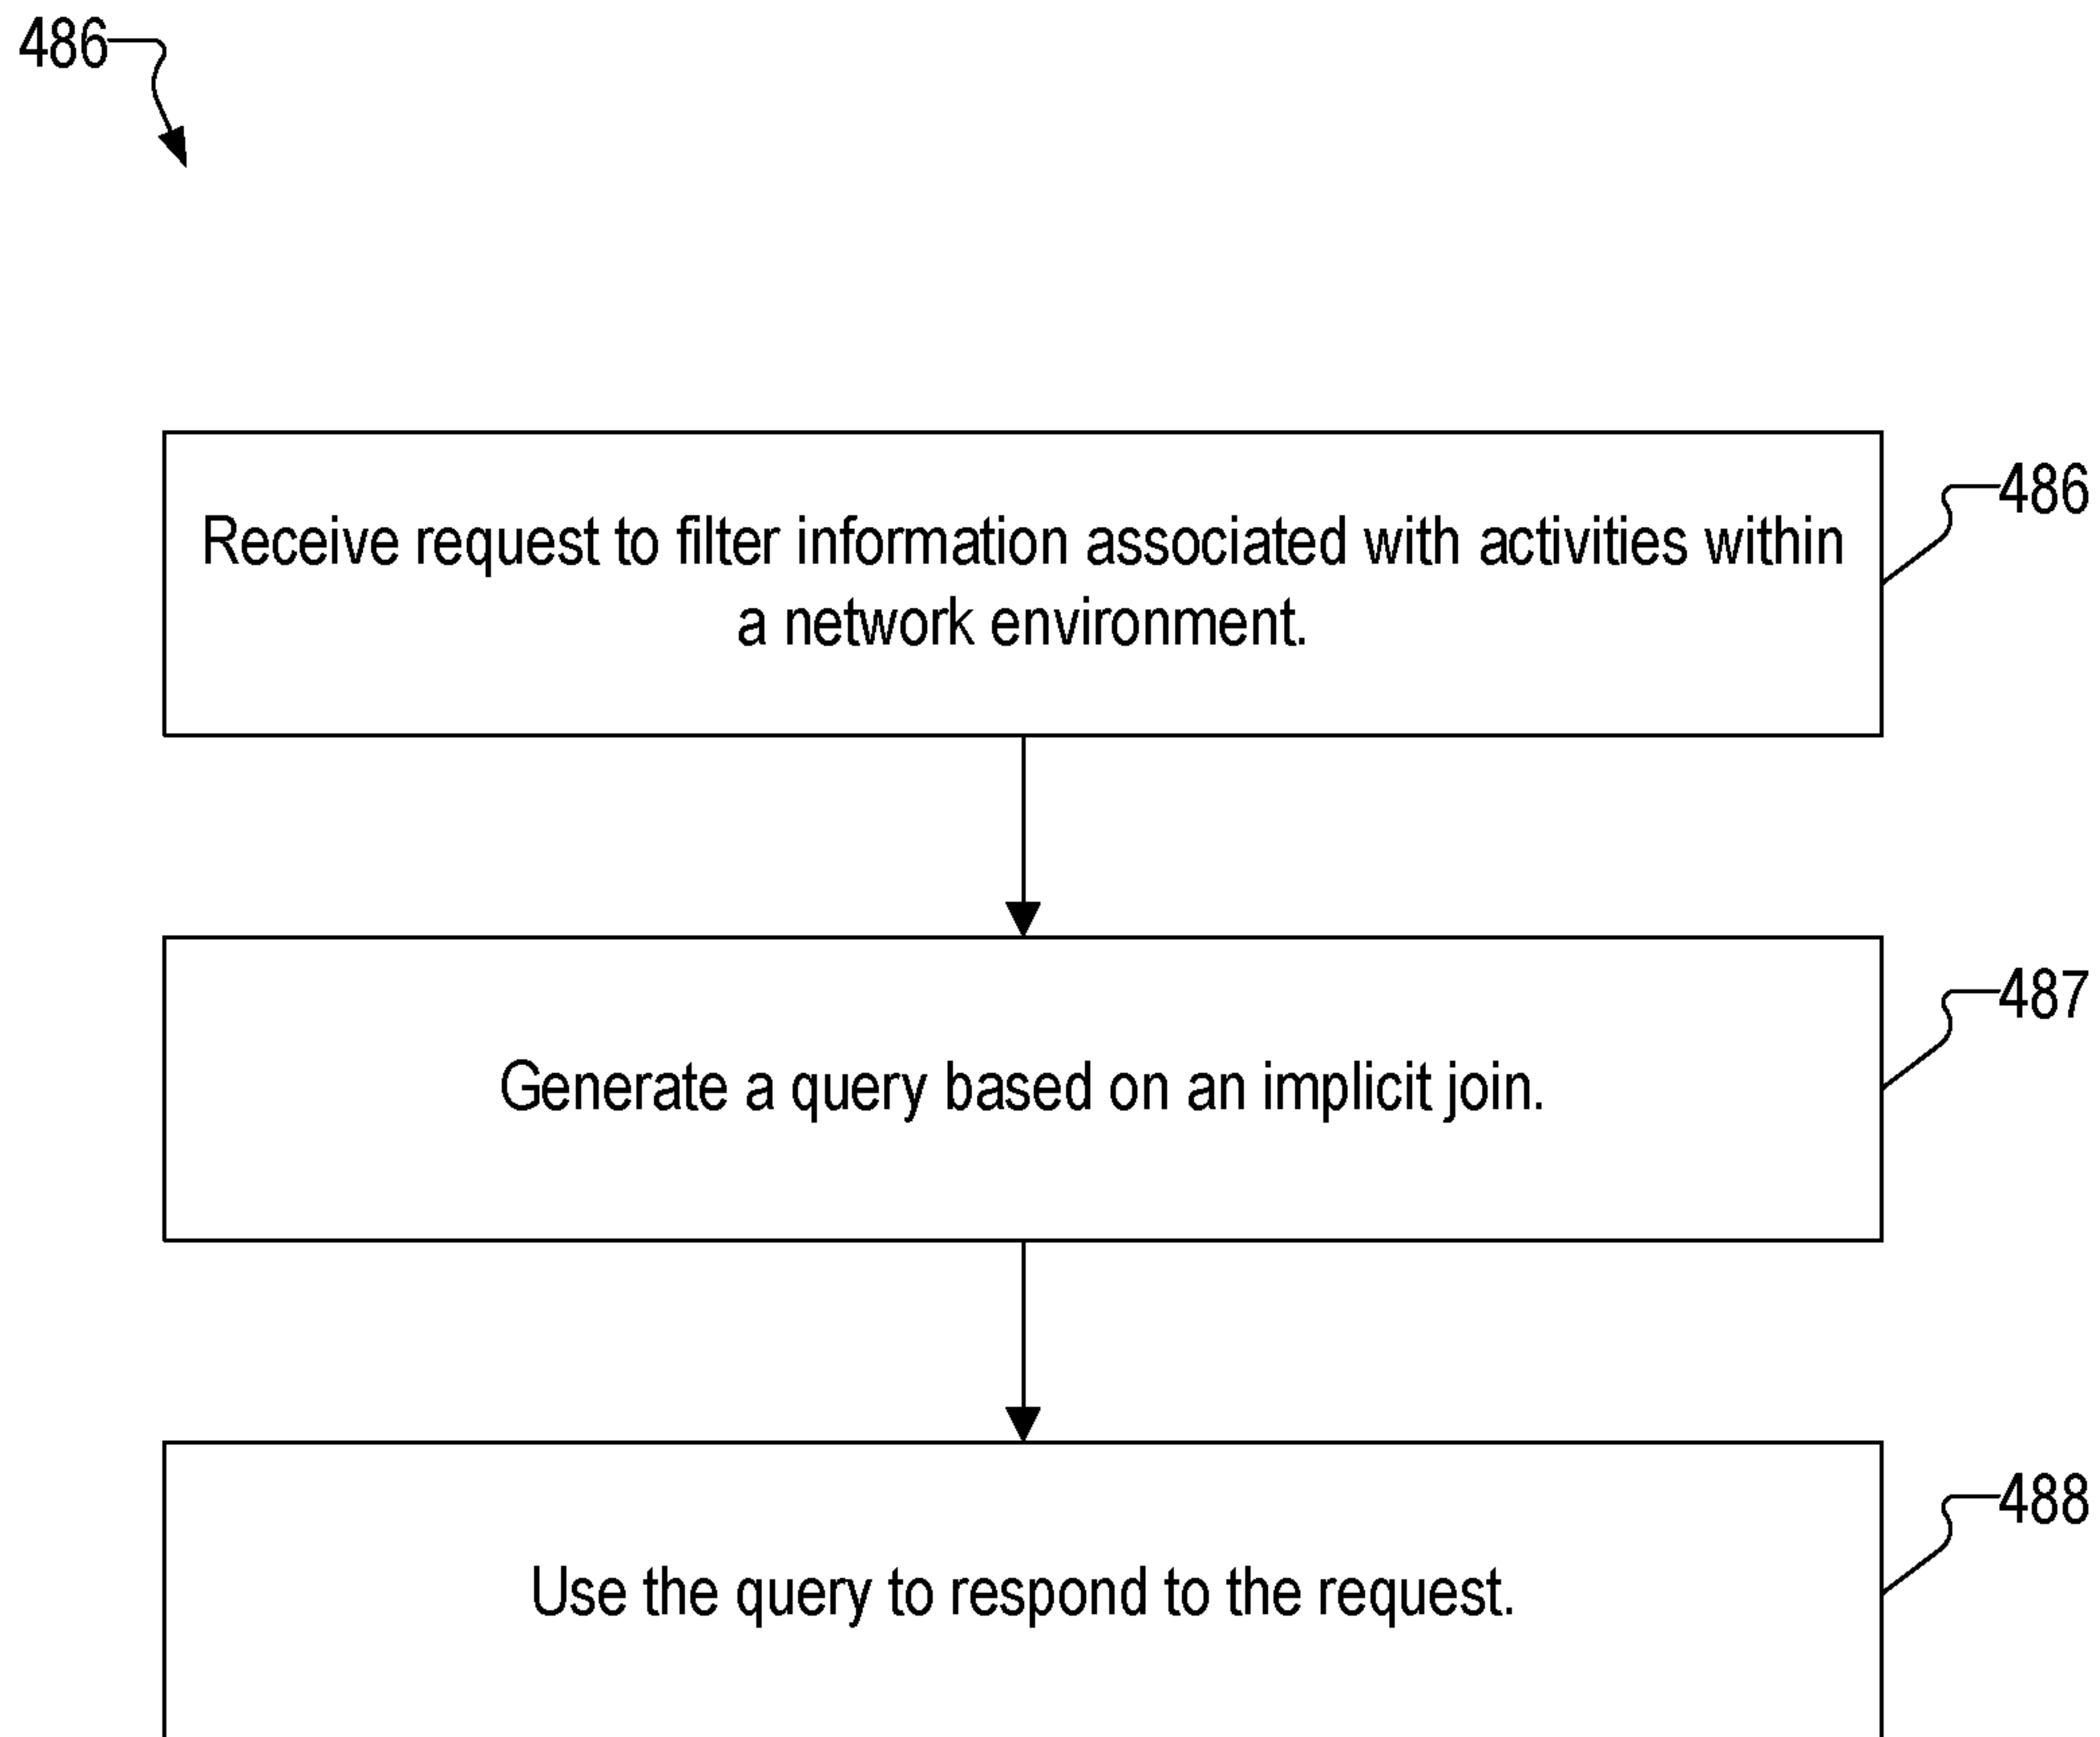 486
486
Receive request to filter information associated with activities within
a network environment.
487
Generate a query based on an implicit join.
488
Use the query to respond to the request.